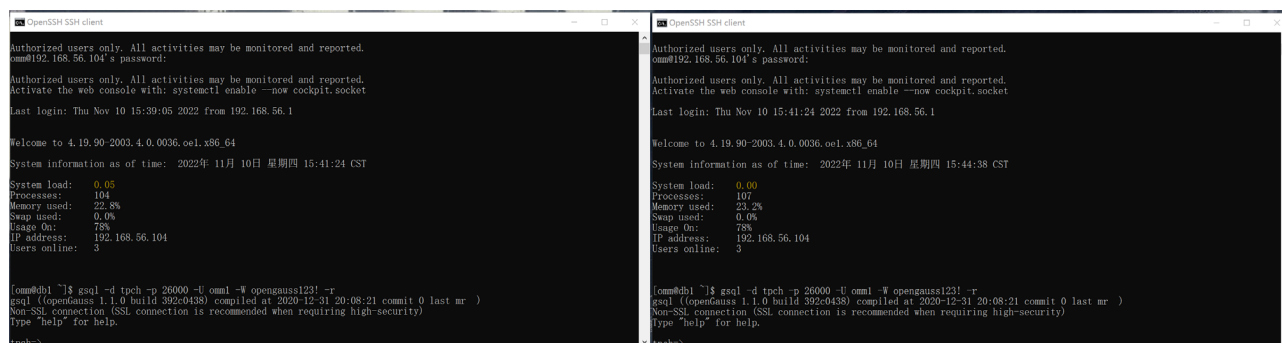 OpenSSH SSH client
Authorized users only. All activities may be monitored and reported.
omm@192.168.56.104's password:
Authorized users only. All activities may be monitored and reported.
Activate the web console with: systemctl enable --now cockpit.socket
Last login: Thu Nov 10 15:39:05 2022 from 192.168.56.1
Welcome to 4.19.90-2003.4.0.0036.oe1.x86_64
System information as of time:  2022年 11月 10日 星期四 15:41:24 CST
System load:    0.05
Processes:      104
Memory used:    22.8%
Swap used:      0.0%
Usage On:       78%
IP address:     192.168.56.104
Users online:   3
[omm@db1 ~]$ gsql -d tpch -p 26000 -U omm1 -W opengauss123! -r
gsql ((openGauss 1.1.0 build 392c0438) compiled at 2020-12-31 20:08:21 commit 0 last mr  )
Non-SSL connection (SSL connection is recommended when requiring high-security)
Type "help" for help.
tpch=>
OpenSSH SSH client
Authorized users only. All activities may be monitored and reported.
omm@192.168.56.104's password:
Authorized users only. All activities may be monitored and reported.
Activate the web console with: systemctl enable --now cockpit.socket
Last login: Thu Nov 10 15:41:24 2022 from 192.168.56.1
Welcome to 4.19.90-2003.4.0.0036.oe1.x86_64
System information as of time:  2022年 11月 10日 星期四 15:44:38 CST
System load:    0.00
Processes:      107
Memory used:    23.2%
Swap used:      0.0%
Usage On:       78%
IP address:     192.168.56.104
Users online:   3
[omm@db1 ~]$ gsql -d tpch -p 26000 -U omm1 -W opengauss123! -r
gsql ((openGauss 1.1.0 build 392c0438) compiled at 2020-12-31 20:08:21 commit 0 last mr  )
Non-SSL connection (SSL connection is recommended when requiring high-security)
Type "help" for help.
tpch=>